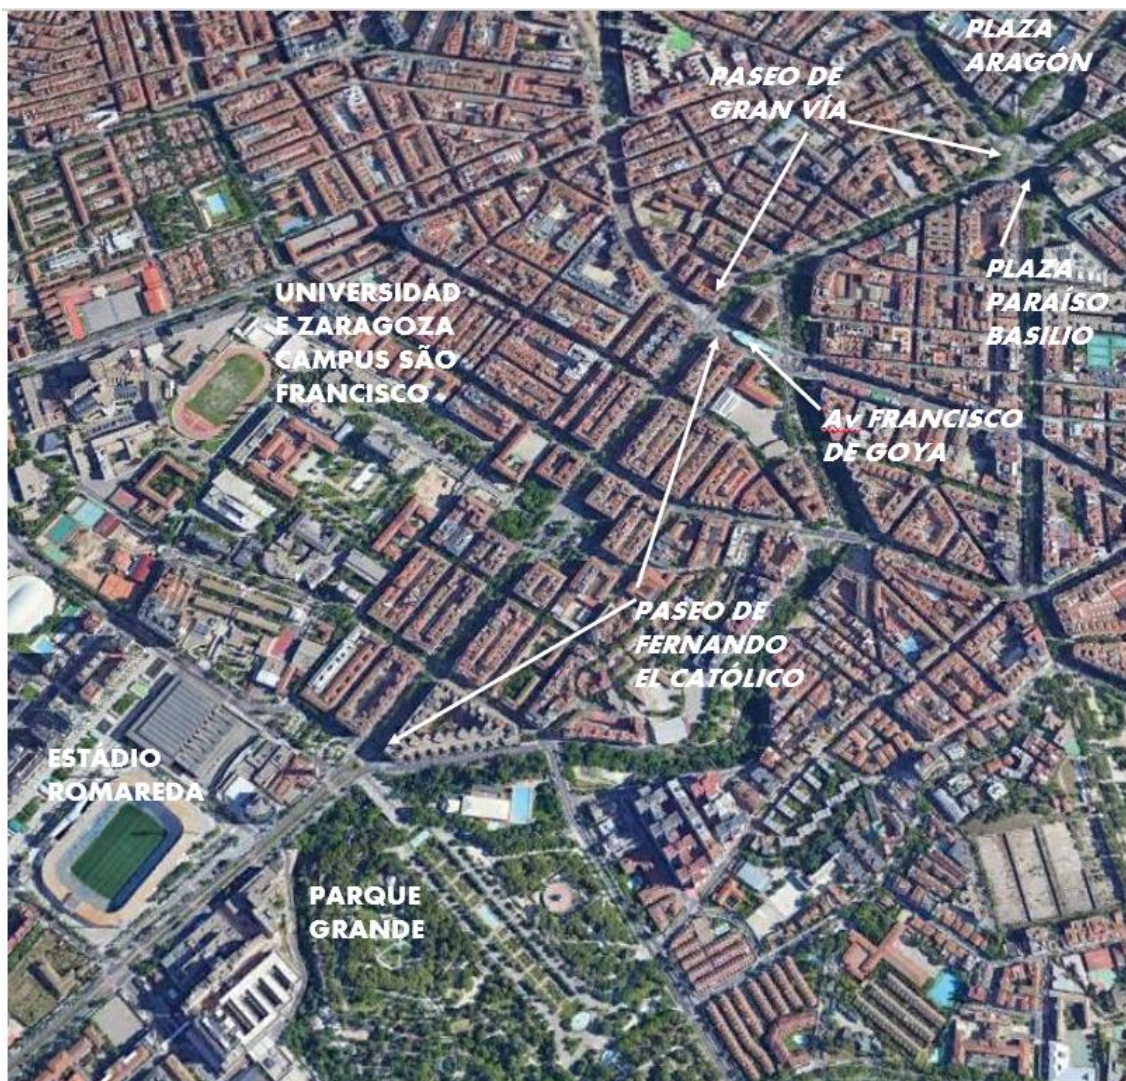 PLAZA
ARAGÓN
PASEO DE
GRAN VÍA
PLAZA
PARAÍSO
BASILIO
UNIVERSIDAD
E ZARAGOZA
CAMPUS SÃO
FRANCISCO
Av FRANCISCO
DE GOYA
PASEO DE
FERNANDO
EL CATÓLICO
ESTÁDIO
ROMAREDA
PARQUE
GRANDE